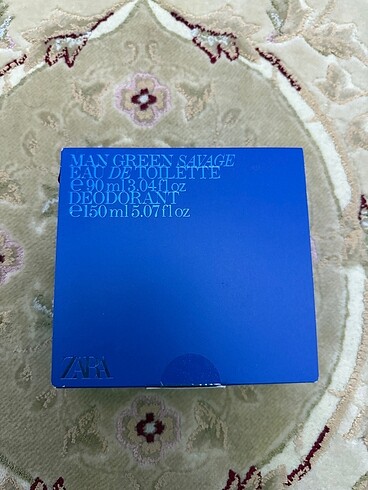 MAN GREEN SAVAGE
EAU DE TOILETTE
℮ 90 ml 3.04 fl oz
DEODORANT
℮ 150 ml 5.07 fl oz
ZARA